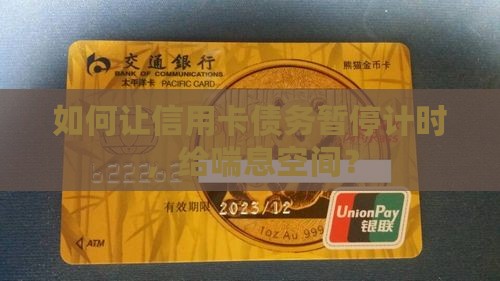 交通銀行
BANK OF COMMUNICATIONS
太平洋卡 PACIFIC CARD
熊猫金币卡
如何让信用卡债务暂停计时
，给喘息空间？
622262
有效期限 2023/12
1oz Au 999
ATM
UnionPay
银联